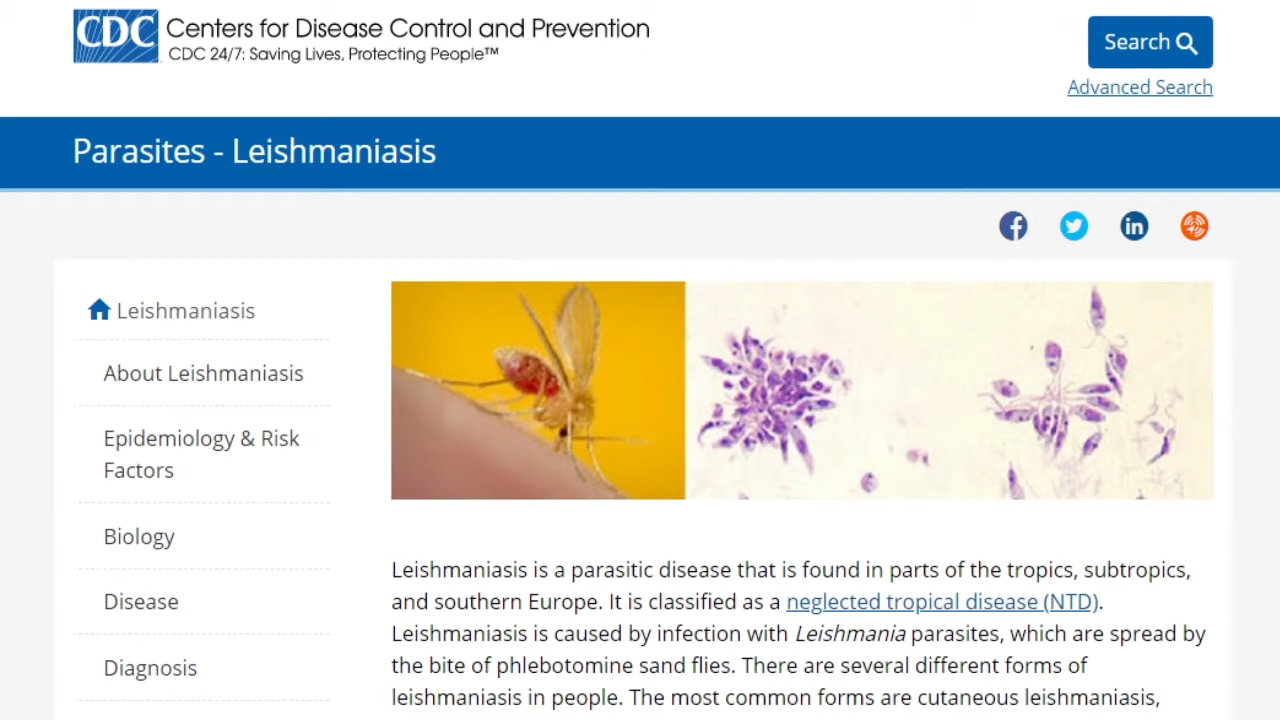 CDC Centers for Disease Control and Prevention
CDC 24/7: Saving Lives, Protecting People™
Search
Advanced Search
Parasites - Leishmaniasis
Leishmaniasis
About Leishmaniasis
Epidemiology & Risk
Factors
Biology
Disease
Diagnosis
Leishmaniasis is a parasitic disease that is found in parts of the tropics, subtropics,
and southern Europe. It is classified as a neglected tropical disease (NTD).
Leishmaniasis is caused by infection with Leishmania parasites, which are spread by
the bite of phlebotomine sand flies. There are several different forms of
leishmaniasis in people. The most common forms are cutaneous leishmaniasis,